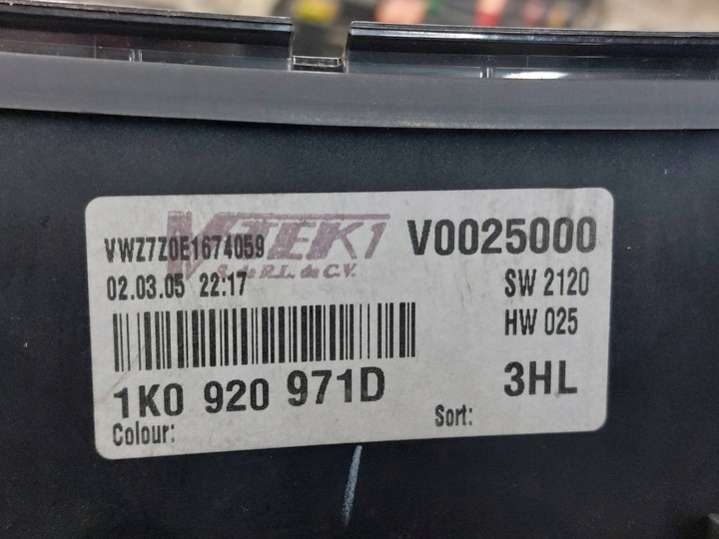 V-TEK1
VWZ7Z0E1674059
V0025000
S. de R.L. de C.V.
02.03.05 22:17
SW 2120
HW 025
1K0 920 971D
3HL
Colour:
Sort: